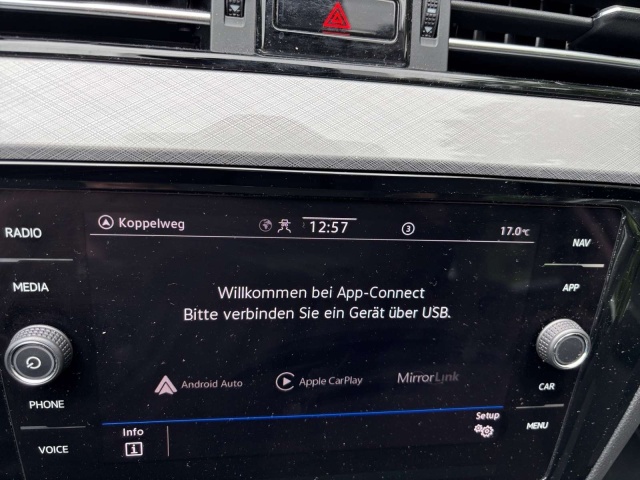 RADIO
MEDIA
PHONE
VOICE
Koppelweg
12:57
3
17.0°C
Willkommen bei App-Connect
Bitte verbinden Sie ein Gerät über USB.
Android Auto
Apple CarPlay
MirrorLink
Info
i
Setup
NAV
APP
CAR
MENU